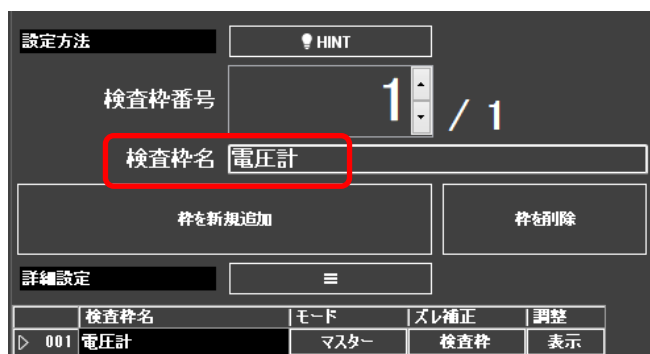 設定方法 HINT
検査枠番号 1 / 1
検査枠名 電圧計
枠を新規追加 枠を削除
詳細設定 ≡
検査枠名 モード ズレ補正 調整
▷ 001 電圧計 マスター 検査枠 表示